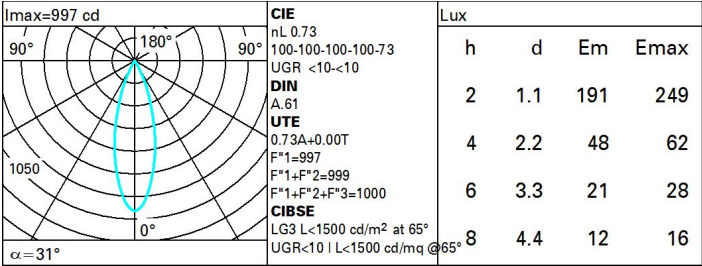 Imax=997 cd
90° 180° 90°
1050
0°
α=31°
CIE
nL 0.73
100-100-100-100-73
UGR <10-<10
DIN
A.61
UTE
0.73A+0.00T
F"1=997
F"1+F"2=999
F"1+F"2+F"3=1000
CIBSE
LG3 L<1500 cd/m² at 65°
UGR<10 | L<1500 cd/mq @65°
Lux
h d Em Emax
2 1.1 191 249
4 2.2 48 62
6 3.3 21 28
8 4.4 12 16